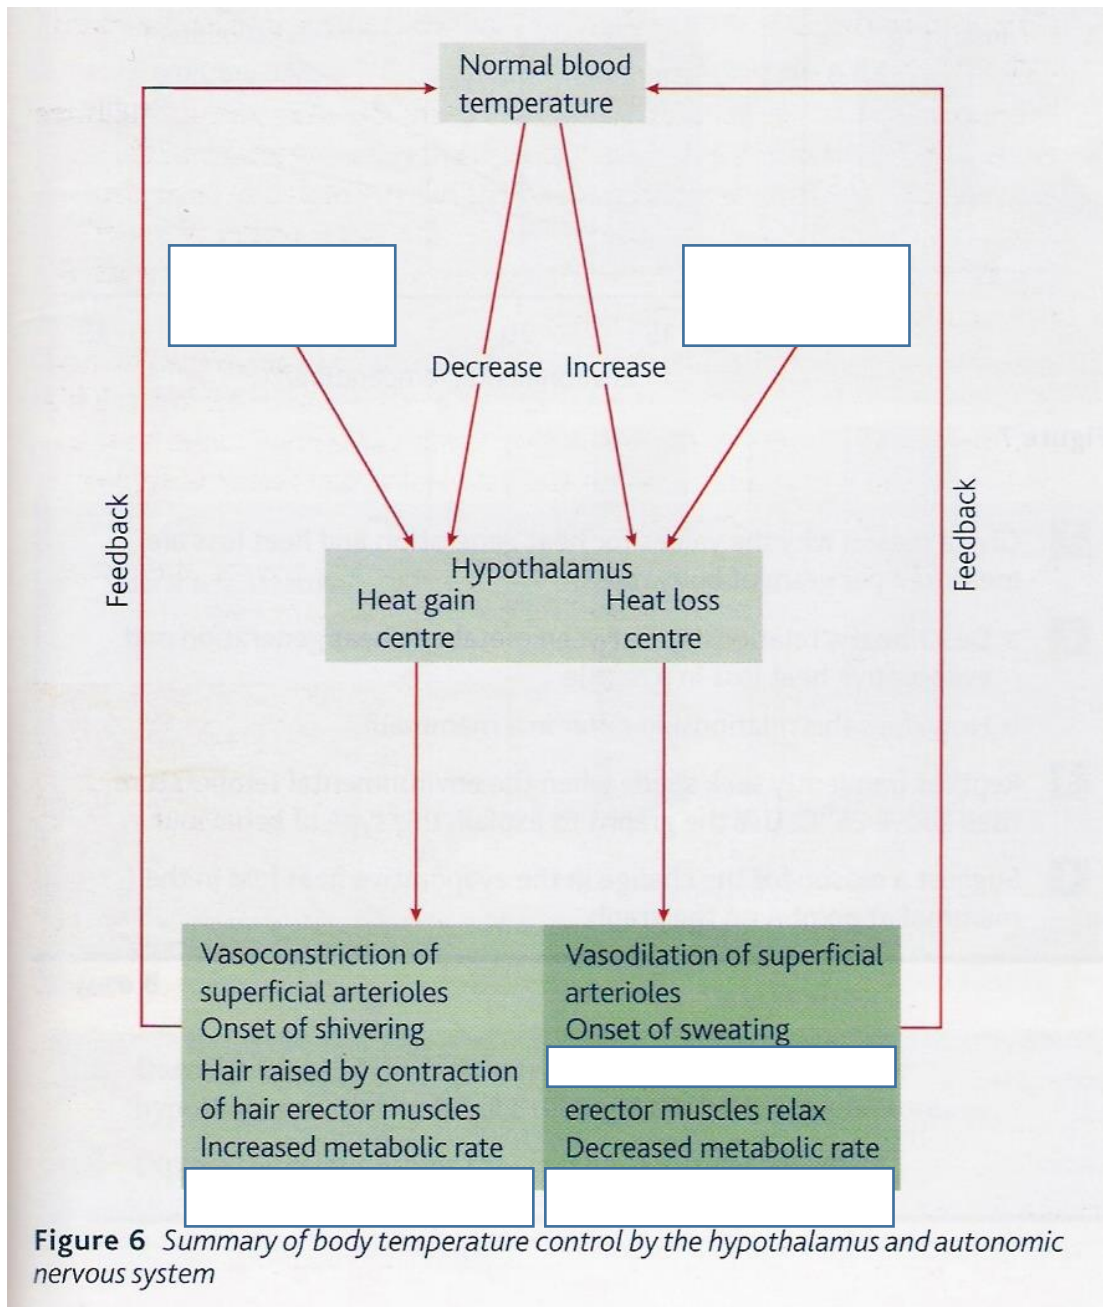 Normal blood
temperature
Decrease Increase
Feedback
Feedback
Hypothalamus
Heat gain
centre
Heat loss
centre
Vasoconstriction of
superficial arterioles
Onset of shivering
Hair raised by contraction
of hair erector muscles
Increased metabolic rate
Vasodilation of superficial
arterioles
Onset of sweating
erector muscles relax
Decreased metabolic rate
Figure 6 Summary of body temperature control by the hypothalamus and autonomic
nervous system